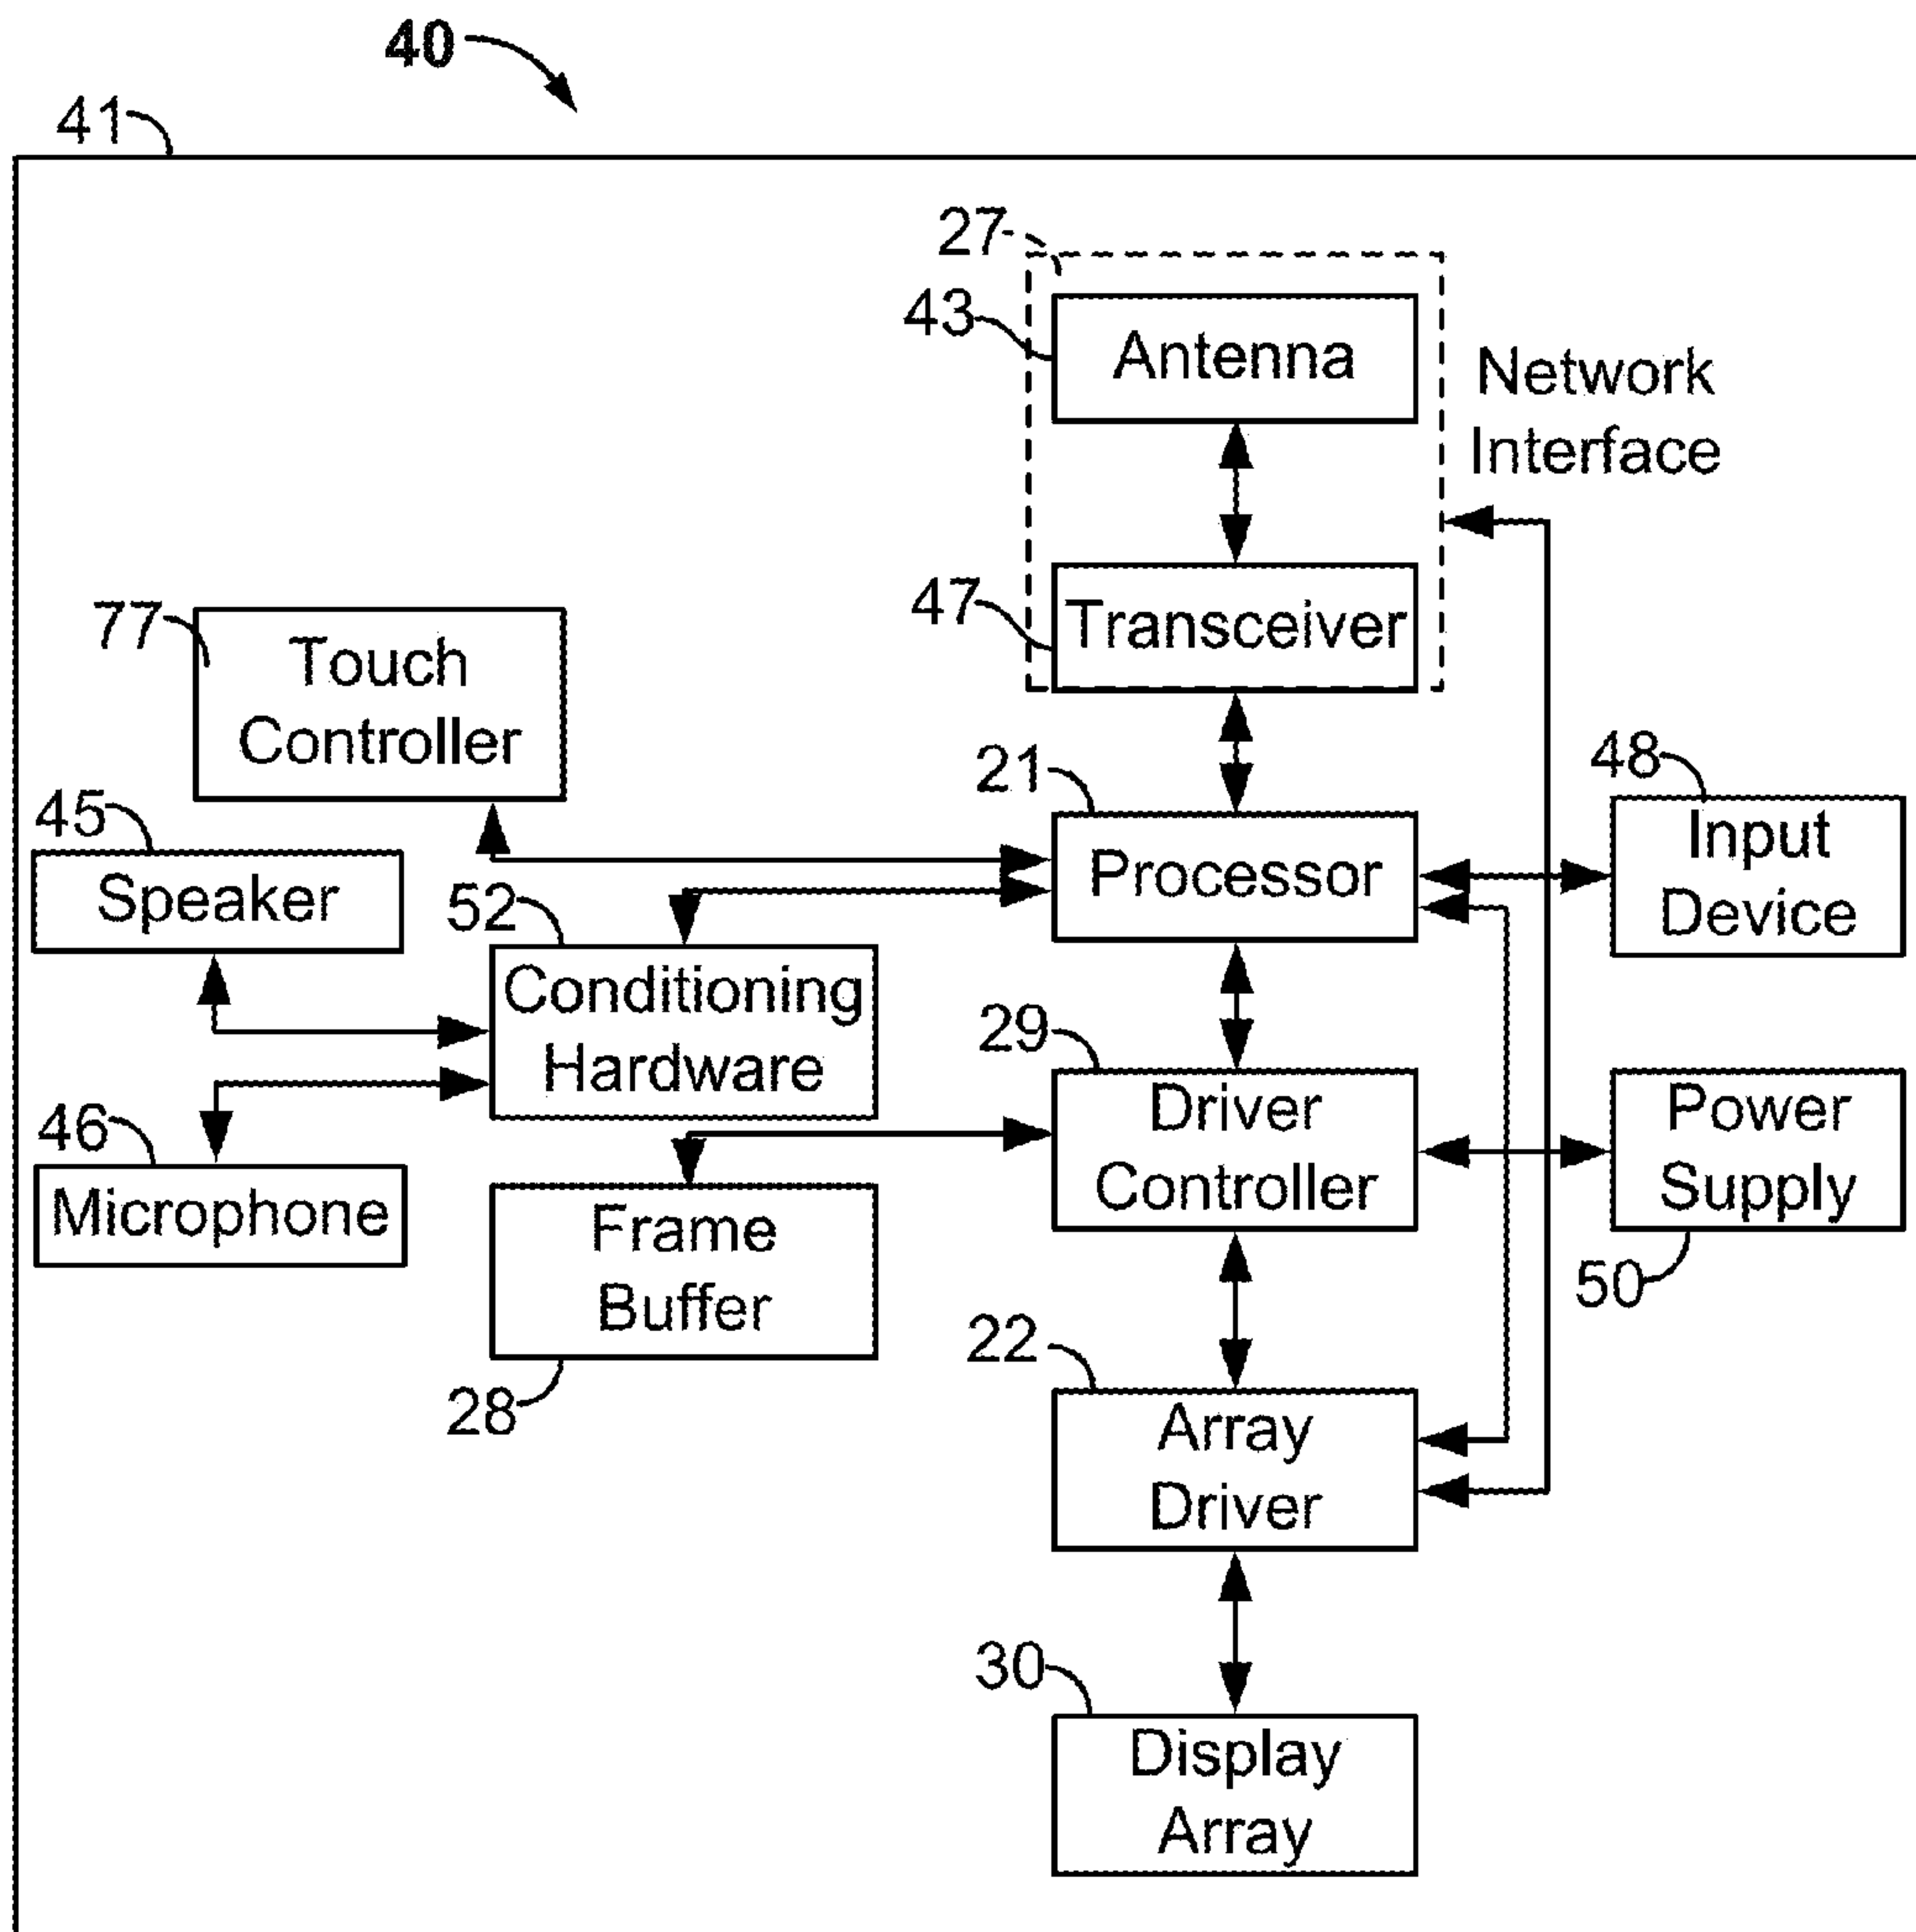 40
41
27
43
Antenna
Network
Interface
47
Transceiver
77
Touch
Controller
21
Processor
48
Input
Device
45
Speaker
52
Conditioning
Hardware
29
Driver
Controller
Power
Supply
50
46
Microphone
Frame
Buffer
28
22
Array
Driver
30
Display
Array